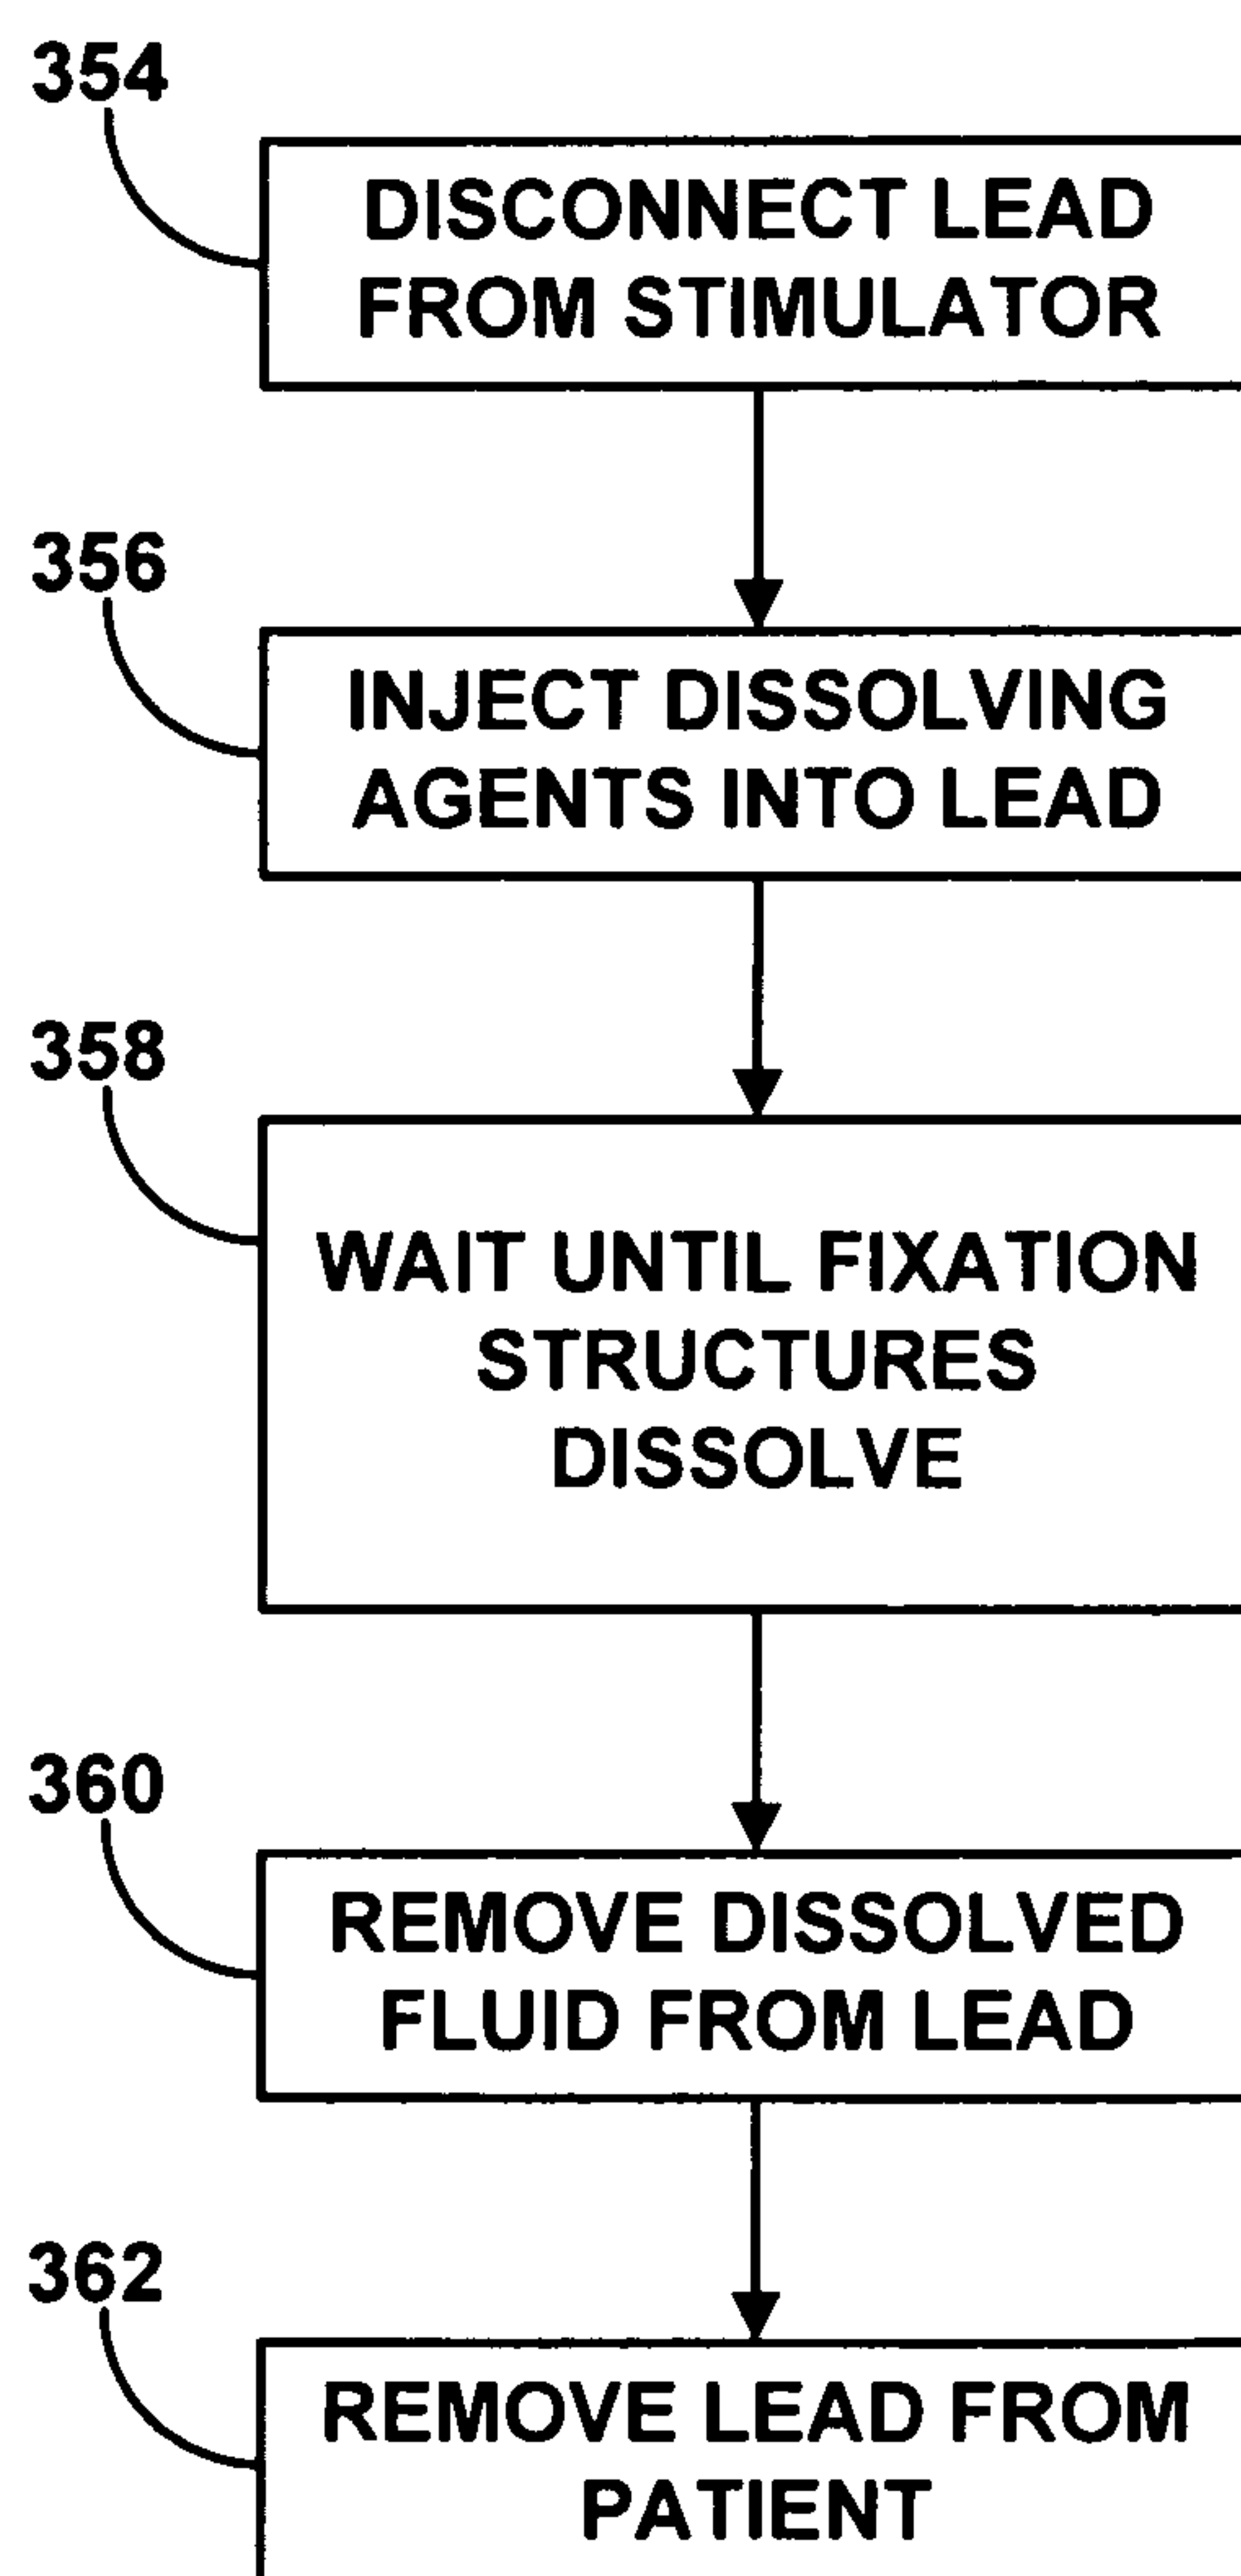 354
DISCONNECT LEAD
FROM STIMULATOR
356
INJECT DISSOLVING
AGENTS INTO LEAD
358
WAIT UNTIL FIXATION
STRUCTURES
DISSOLVE
360
REMOVE DISSOLVED
FLUID FROM LEAD
362
REMOVE LEAD FROM
PATIENT